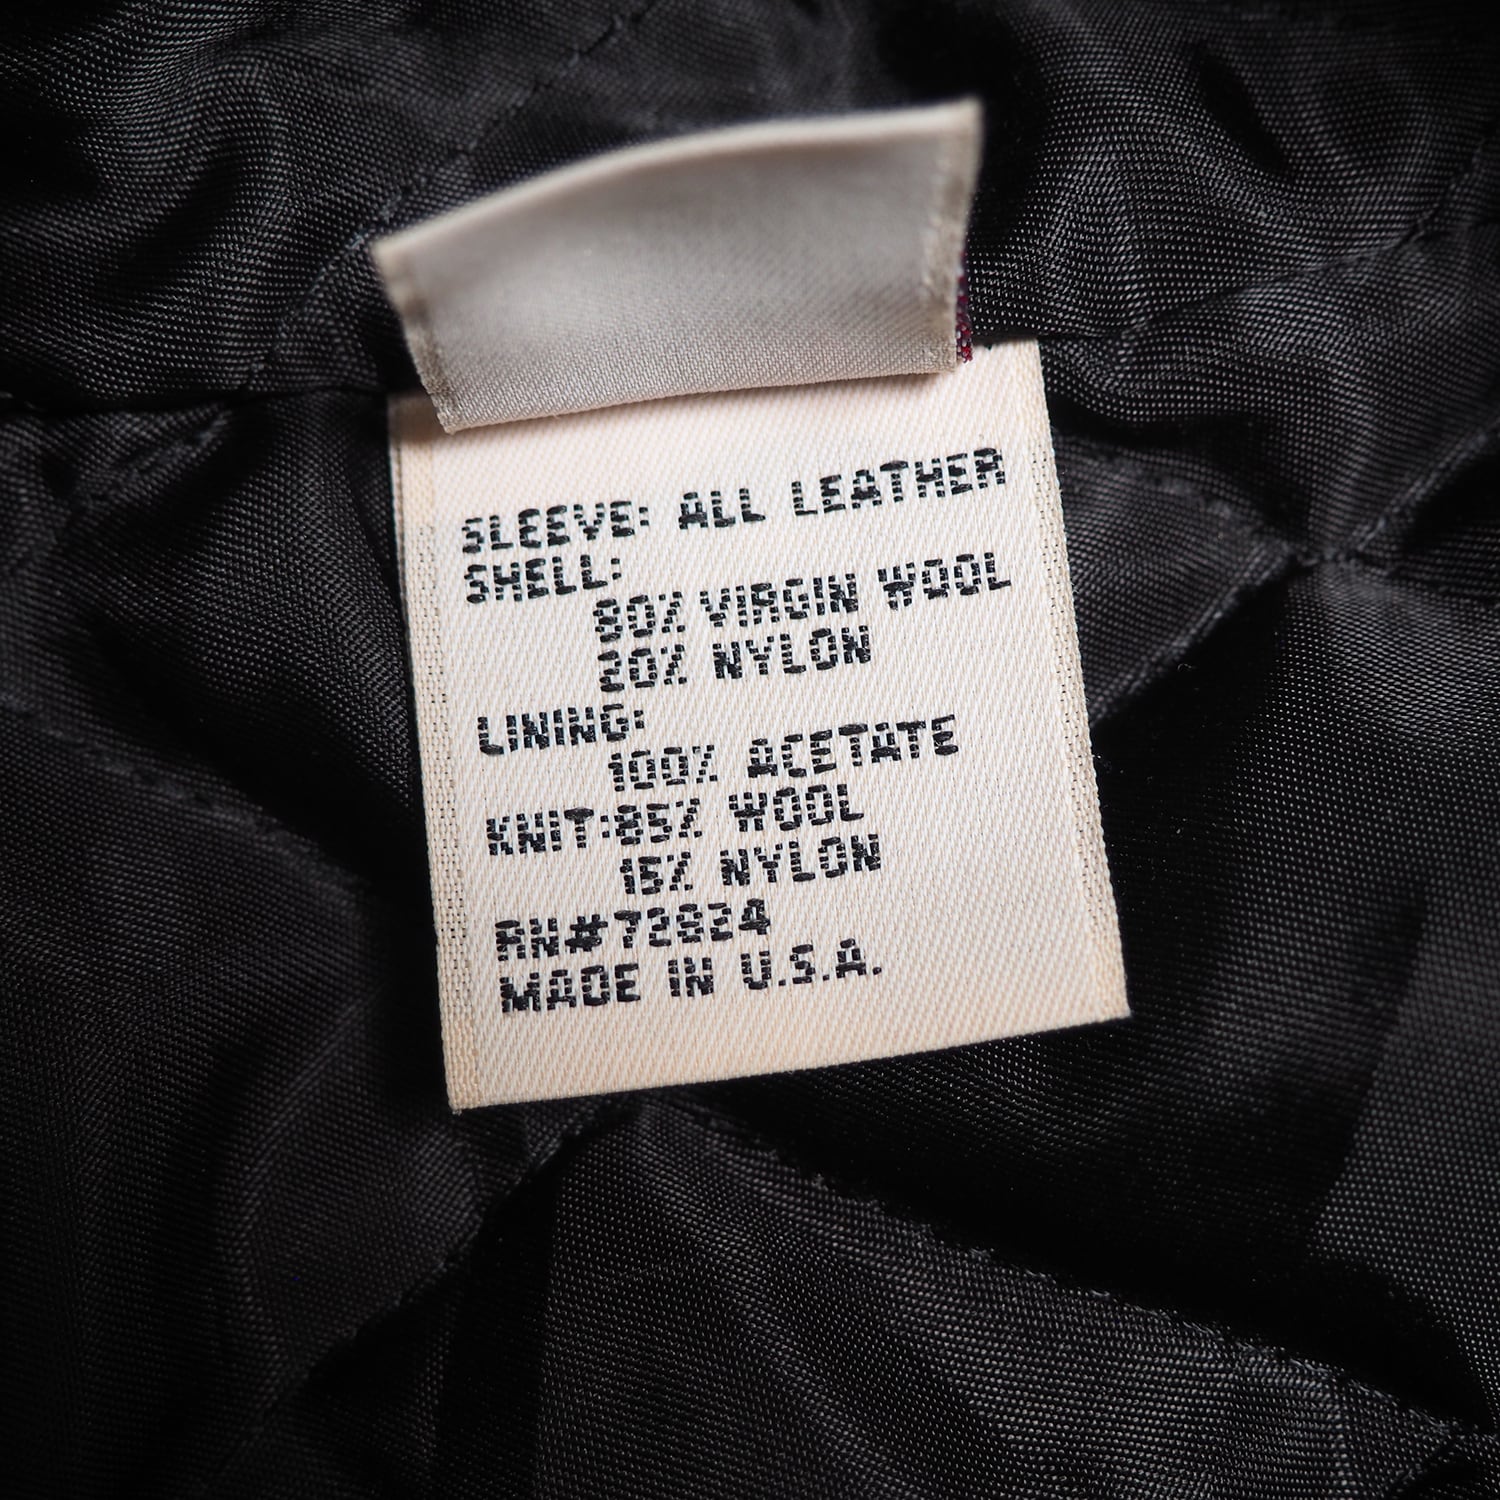 SLEEVE: ALL LEATHER
SHELL:
80% VIRGIN WOOL
20% NYLON
LINING:
100% ACETATE
KNIT:85% WOOL
15% NYLON
RN#72824
MADE IN U.S.A.